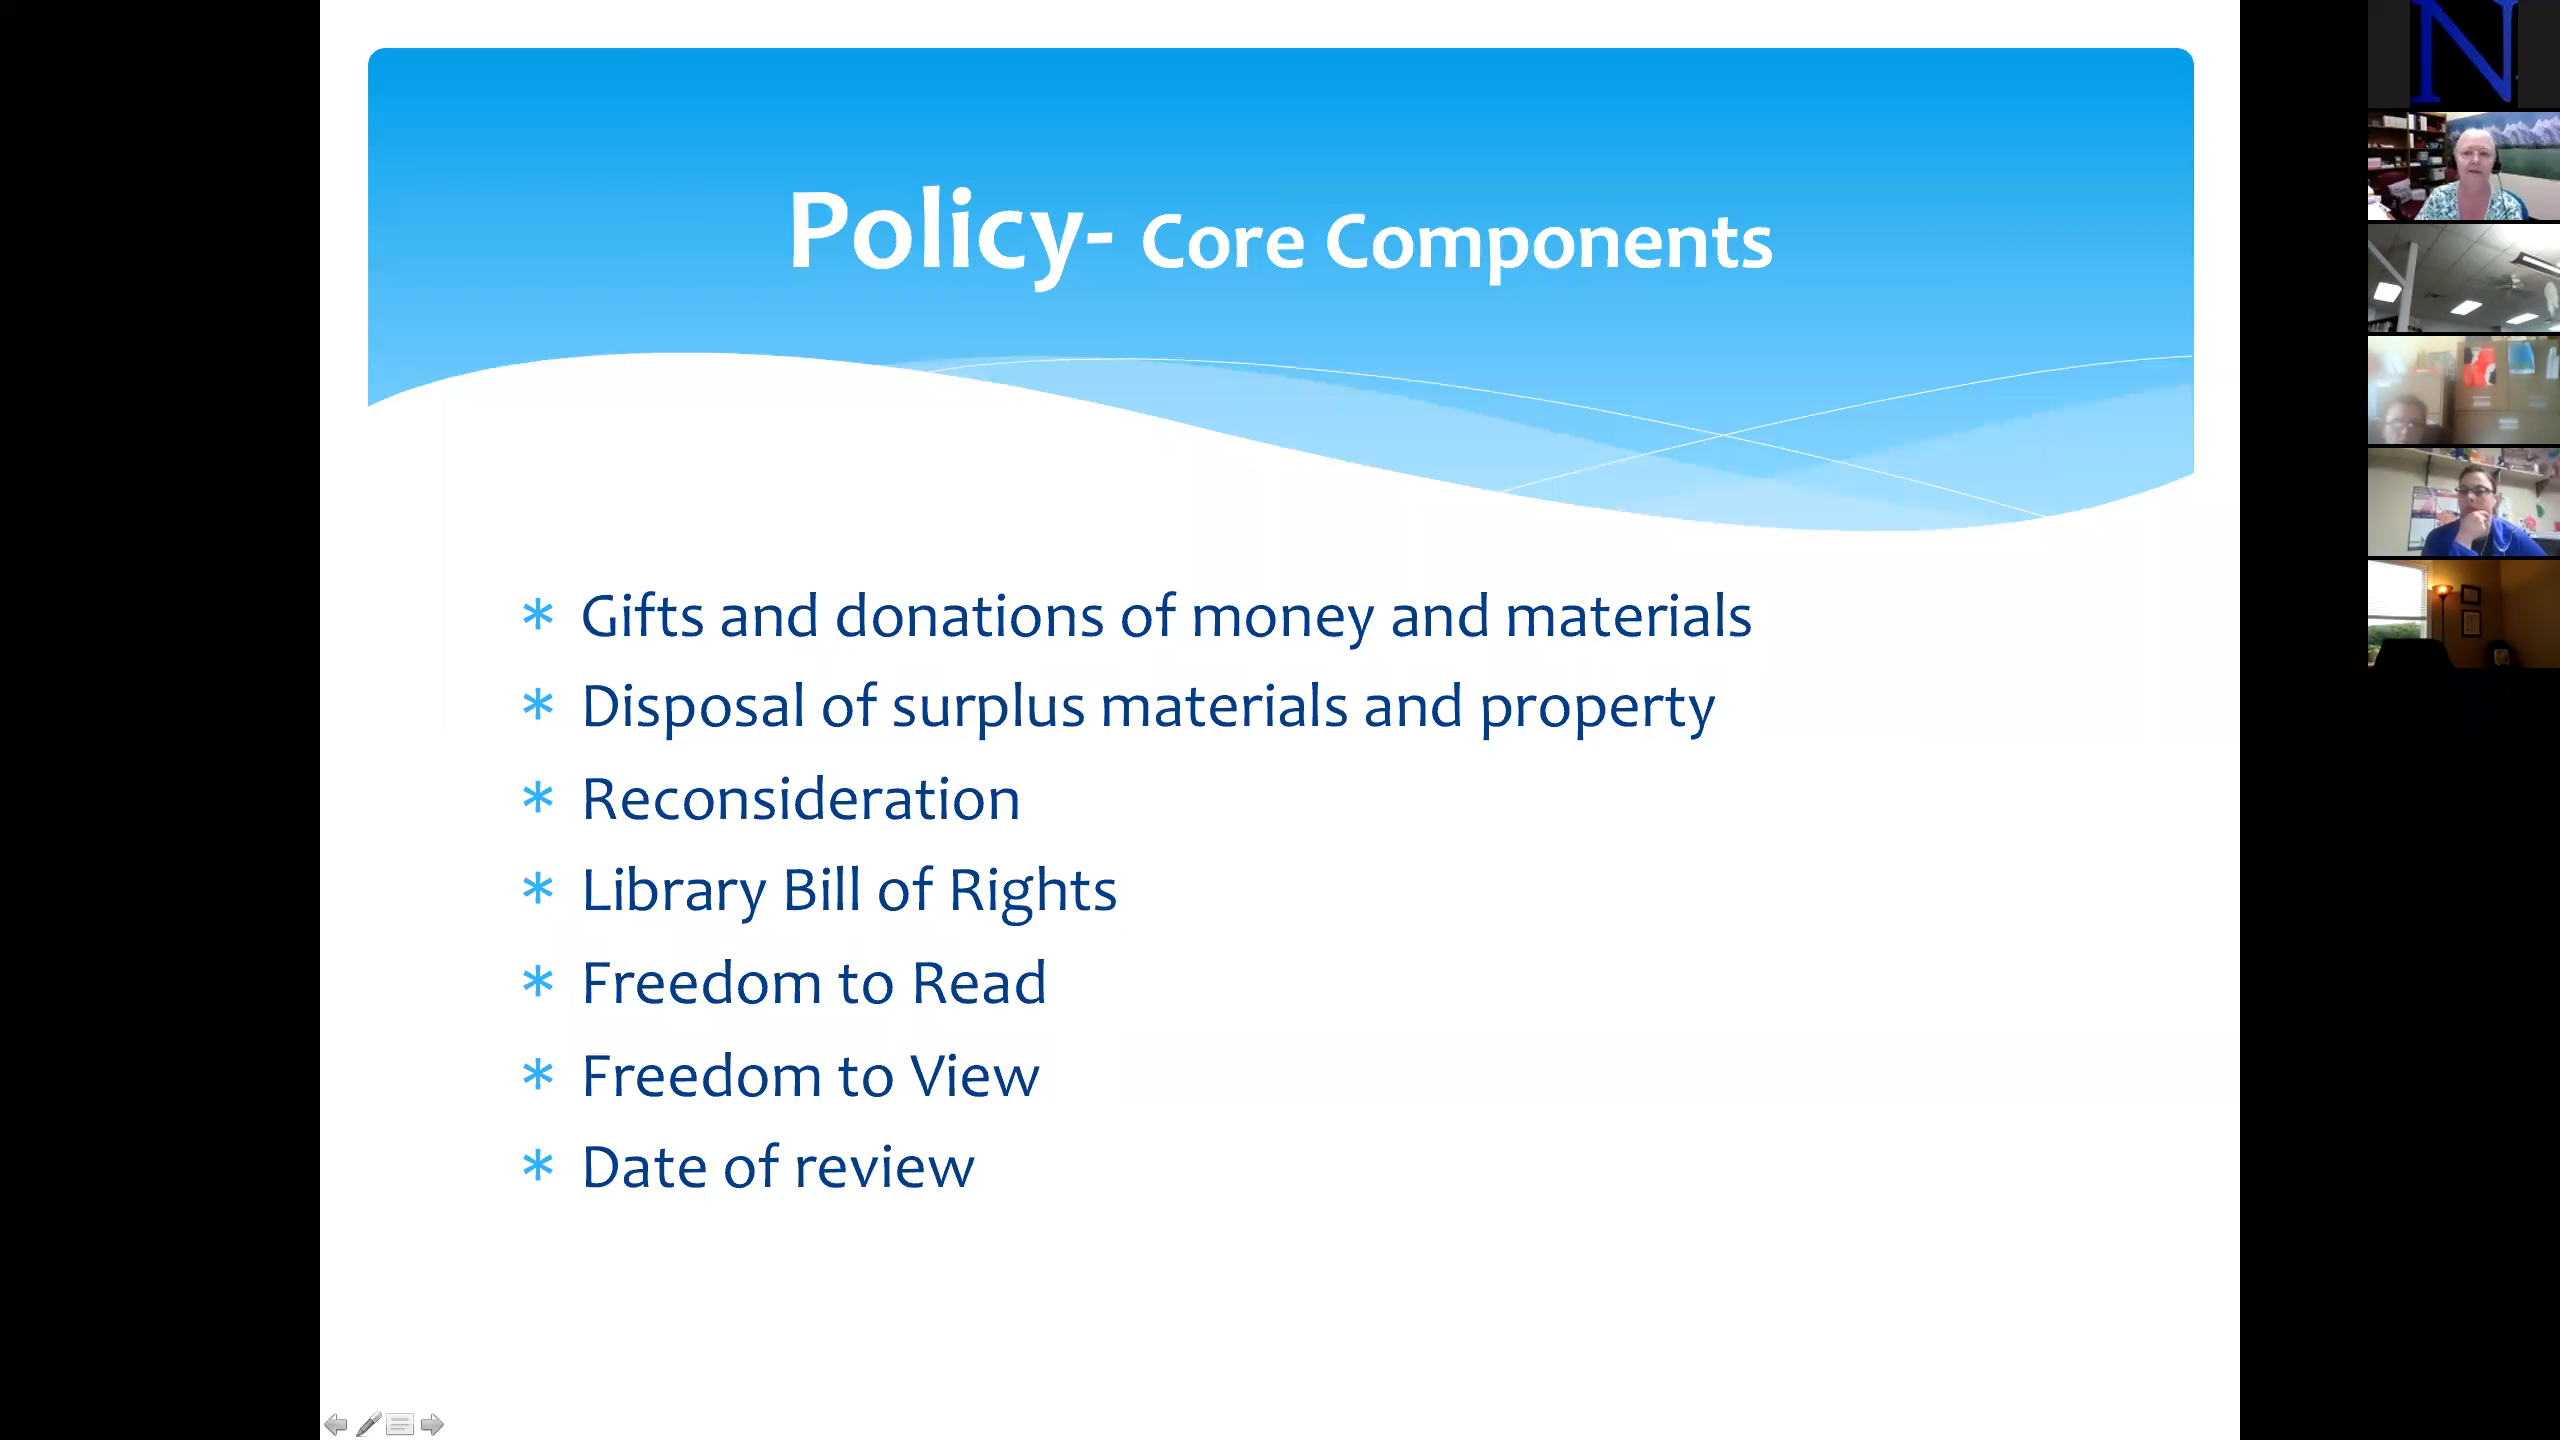 Policy- Core Components
* Gifts and donations of money and materials
* Disposal of surplus materials and property
* Reconsideration
* Library Bill of Rights
* Freedom to Read
* Freedom to View
* Date of review
N